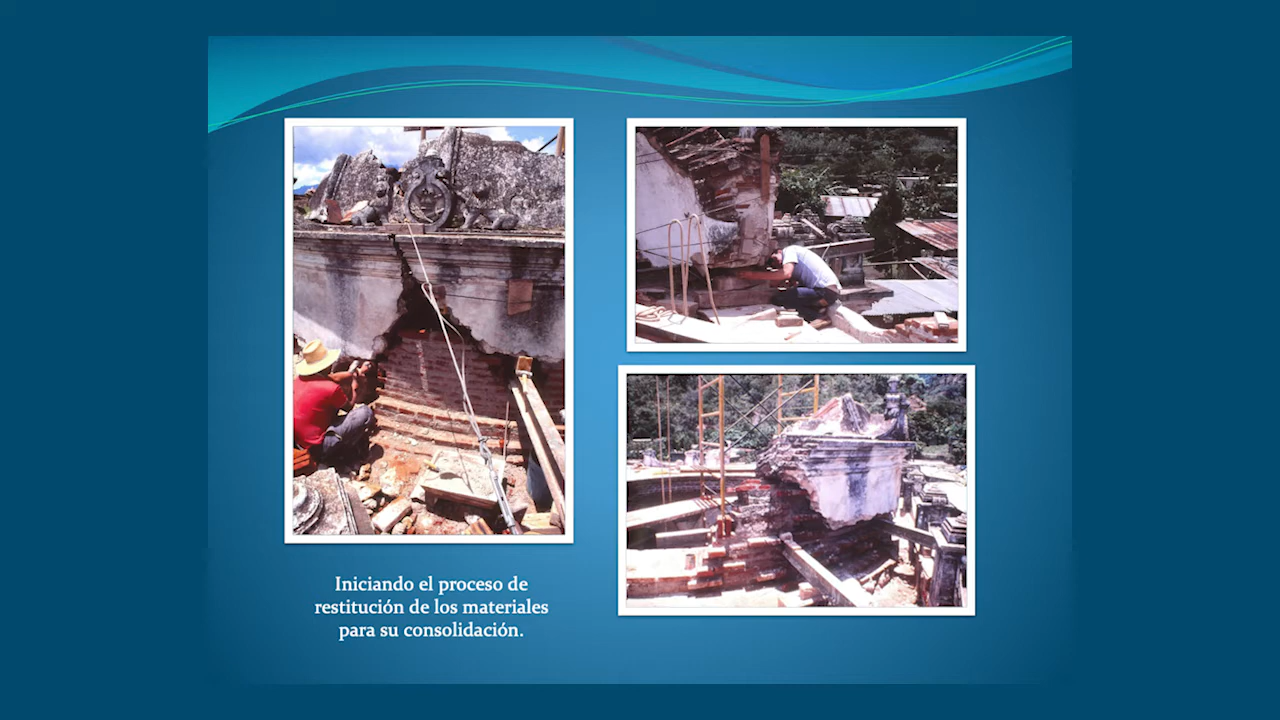 Iniciando el proceso de
restitución de los materiales
para su consolidación.